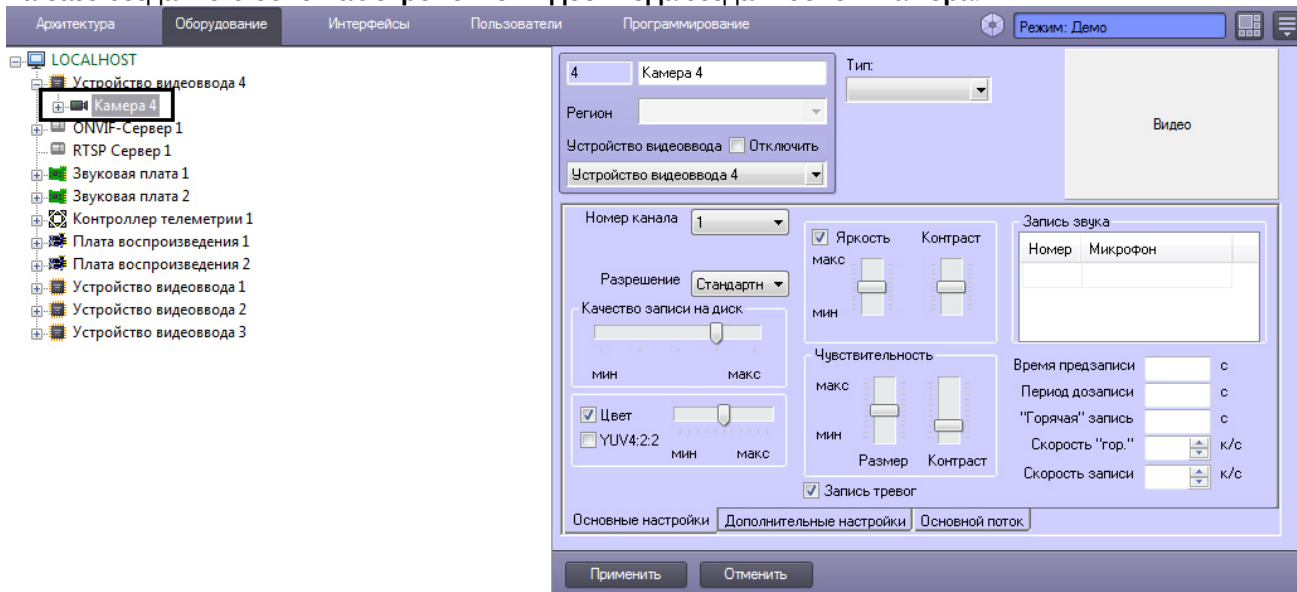 Архитектура
Оборудование
Интерфейсы
Пользователи
Программирование
Режим: Демо
LOCALHOST
Устройство видеоввода 4
Камера 4
ONVIF-Сервер 1
RTSP Сервер 1
Звуковая плата 1
Звуковая плата 2
Контроллер телеметрии 1
Плата воспроизведения 1
Плата воспроизведения 2
Устройство видеоввода 1
Устройство видеоввода 2
Устройство видеоввода 3
4
Камера 4
Тип:
Регион
Устройство видеоввода
Отключить
Устройство видеоввода 4
Видео
Номер канала
1
Разрешение
Стандартн
Качество записи на диск
мин
макс
Цвет
YUV4:2:2
мин
макс
Яркость
Контраст
макс
мин
Чувствительность
макс
мин
Размер
Контраст
Запись тревог
Запись звука
Номер
Микрофон
Время предзаписи
с
Период дозаписи
с
"Горячая" запись
с
Скорость "гор."
к/с
Скорость записи
к/с
Основные настройки
Дополнительные настройки
Основной поток
Применить
Отменить